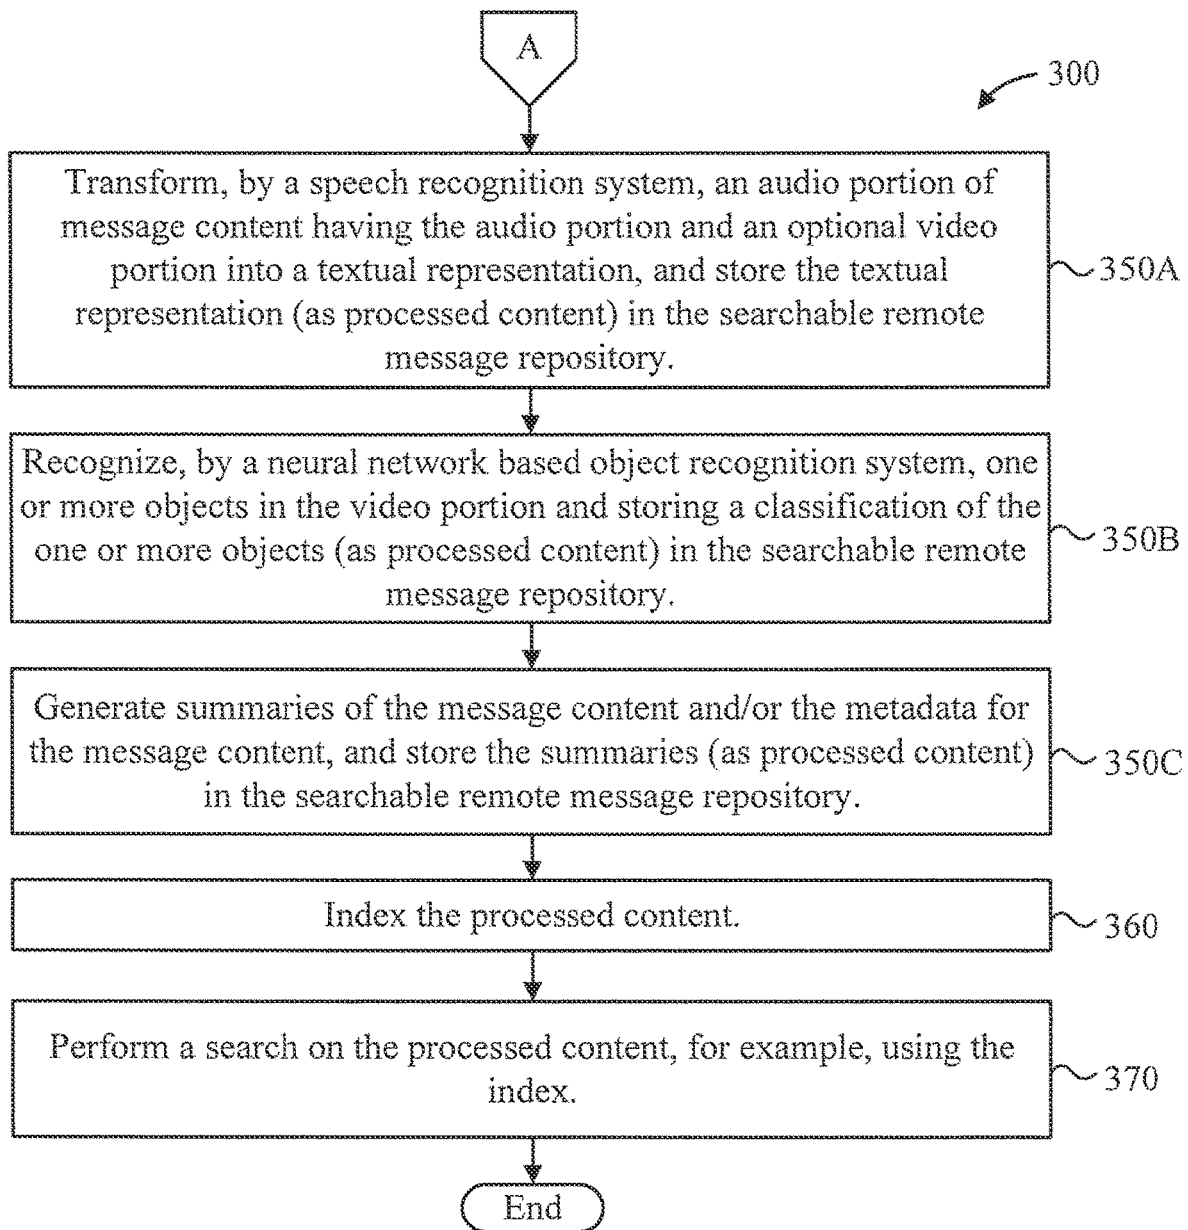 A
300
Transform, by a speech recognition system, an audio portion of
message content having the audio portion and an optional video
portion into a textual representation, and store the textual
representation (as processed content) in the searchable remote
message repository.
350A
Recognize, by a neural network based object recognition system, one
or more objects in the video portion and storing a classification of the
one or more objects (as processed content) in the searchable remote
message repository.
350B
Generate summaries of the message content and/or the metadata for
the message content, and store the summaries (as processed content)
in the searchable remote message repository.
350C
Index the processed content.
360
Perform a search on the processed content, for example, using the
index.
370
End